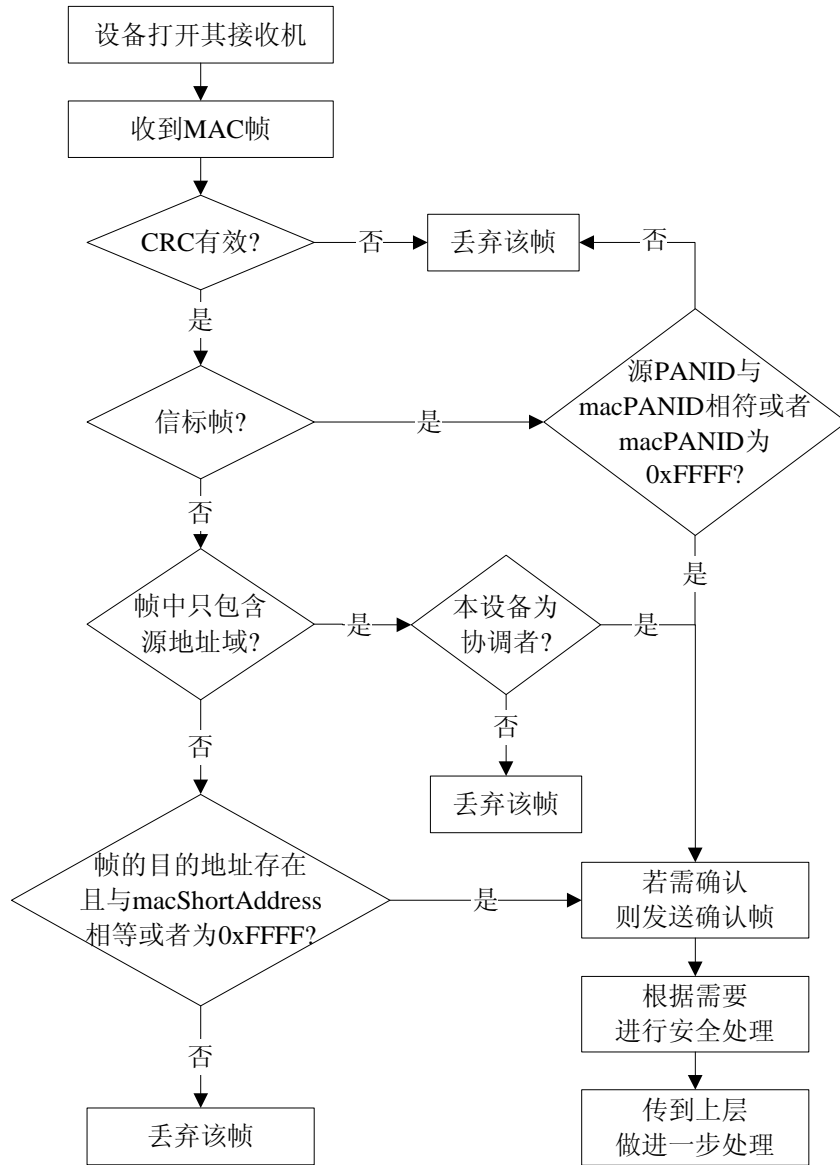 设备打开其接收机
收到MAC帧
CRC有效?
否
丢弃该帧
否
是
源PANID与
macPANID相符或者
macPANID为
0xFFFF?
信标帧?
是
否
是
帧中只包含
源地址域?
是
本设备为
协调者?
是
否
否
丢弃该帧
帧的目的地址存在
且与macShortAddress
相等或者为0xFFFF?
是
若需确认
则发送确认帧
根据需要
进行安全处理
否
丢弃该帧
传到上层
做进一步处理